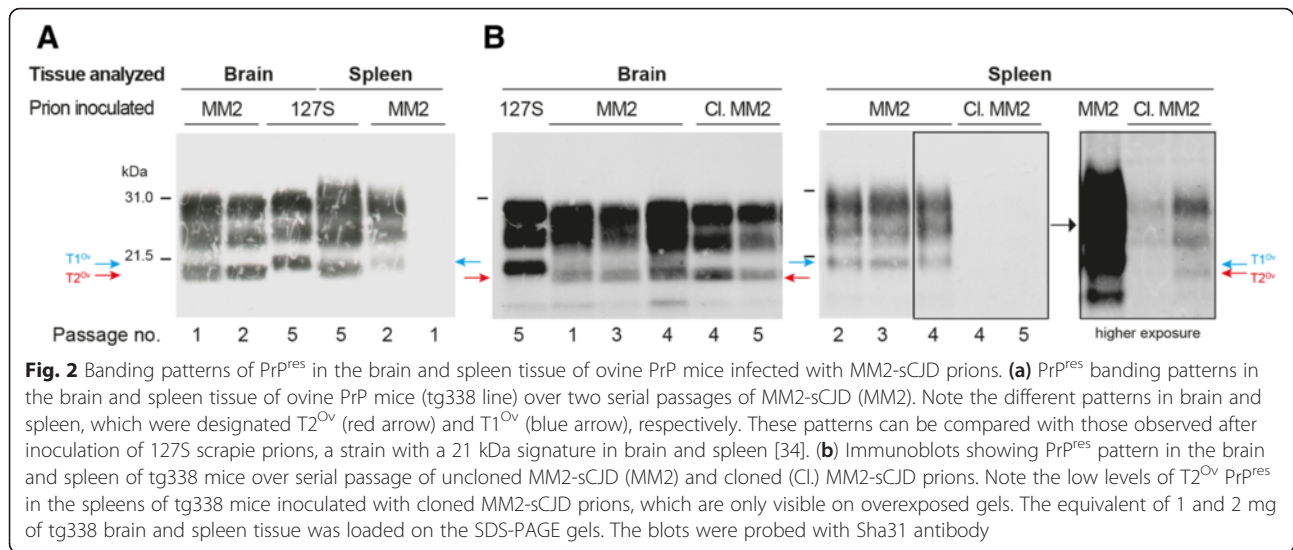 A B
Tissue analyzed Brain Spleen Brain Spleen
Prion inoculated MM2 127S MM2 127S MM2 Cl. MM2 MM2 Cl. MM2 MM2 Cl. MM2
kDa
31.0
21.5
T1Ov T1Ov
T2Ov T2Ov
Passage no. 1 2 5 5 2 1 5 1 3 4 4 5 2 3 4 4 5 higher exposure
Fig. 2 Banding patterns of PrPres in the brain and spleen tissue of ovine PrP mice infected with MM2-sCJD prions. (a) PrPres banding patterns in
the brain and spleen tissue of ovine PrP mice (tg338 line) over two serial passages of MM2-sCJD (MM2). Note the different patterns in brain and
spleen, which were designated T2Ov (red arrow) and T1Ov (blue arrow), respectively. These patterns can be compared with those observed after
inoculation of 127S scrapie prions, a strain with a 21 kDa signature in brain and spleen [34]. (b) Immunoblots showing PrPres pattern in the brain
and spleen of tg338 mice over serial passage of uncloned MM2-sCJD (MM2) and cloned (Cl.) MM2-sCJD prions. Note the low levels of T2Ov PrPres
in the spleens of tg338 mice inoculated with cloned MM2-sCJD prions, which are only visible on overexposed gels. The equivalent of 1 and 2 mg
of tg338 brain and spleen tissue was loaded on the SDS-PAGE gels. The blots were probed with Sha31 antibody